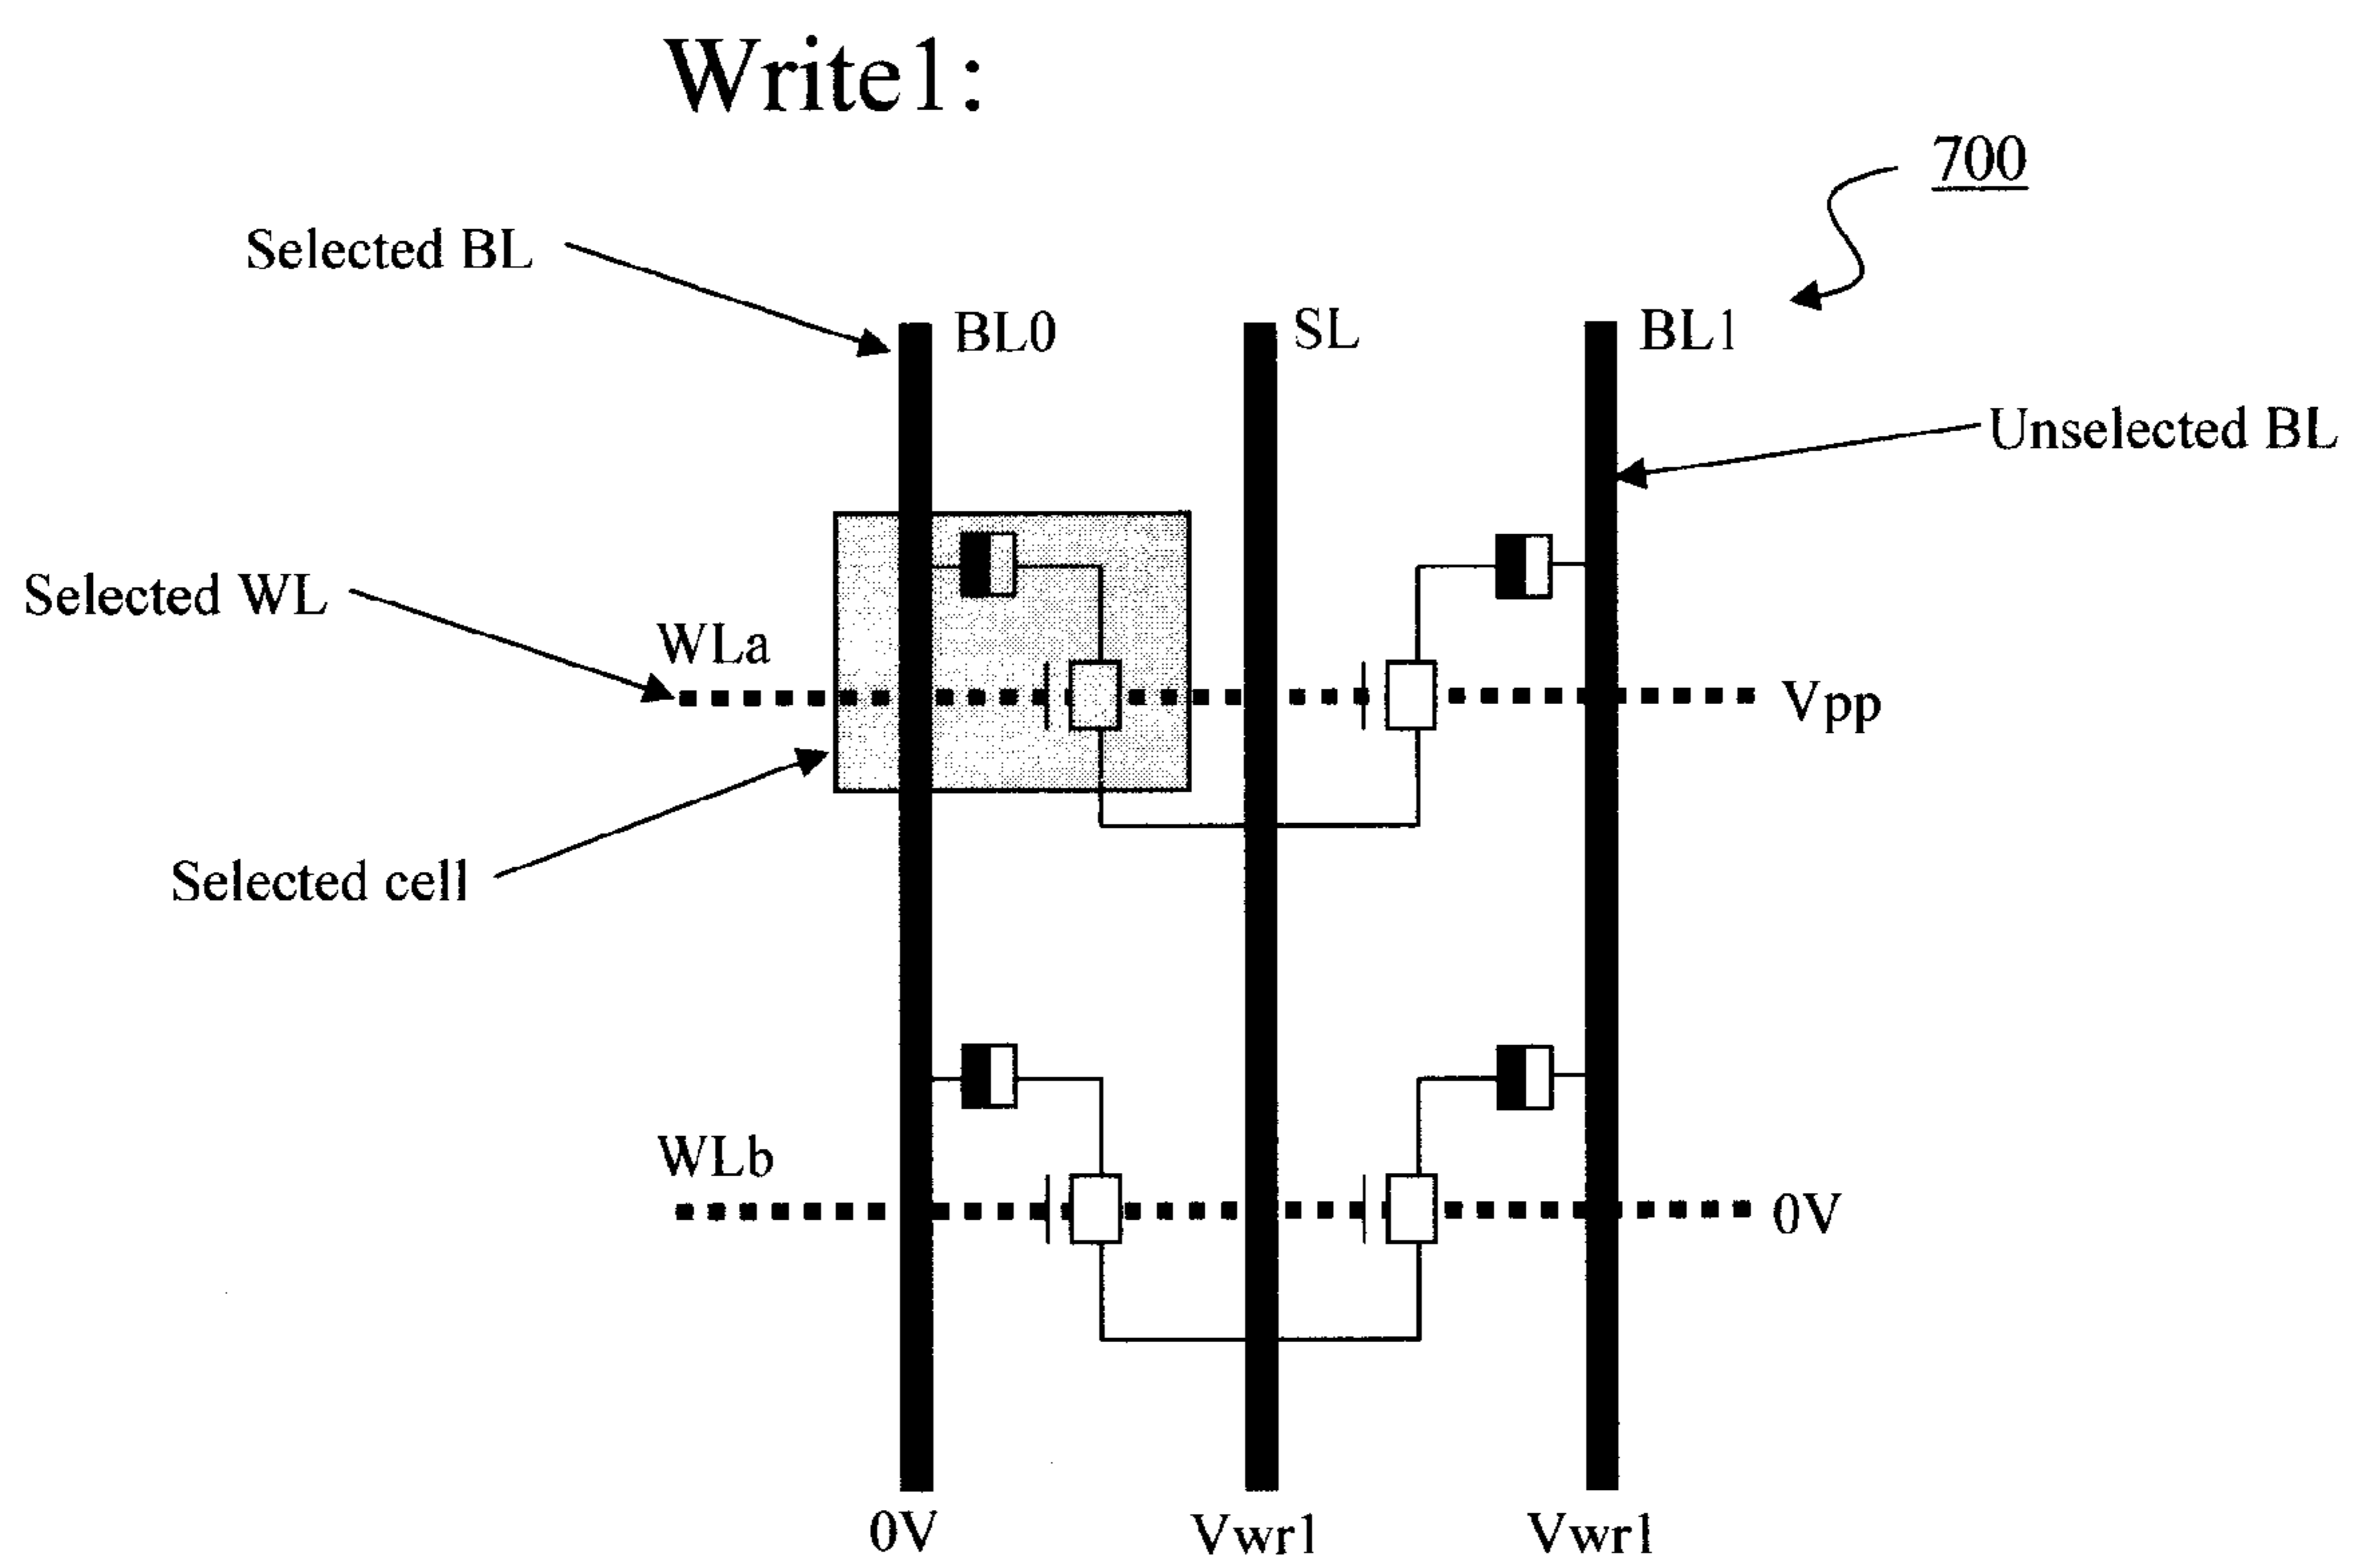 Write1:
700
Selected BL
BL0
SL
BL1
Unselected BL
Selected WL
WLa
Vpp
Selected cell
WLb
0V
0V
Vwr1
Vwr1